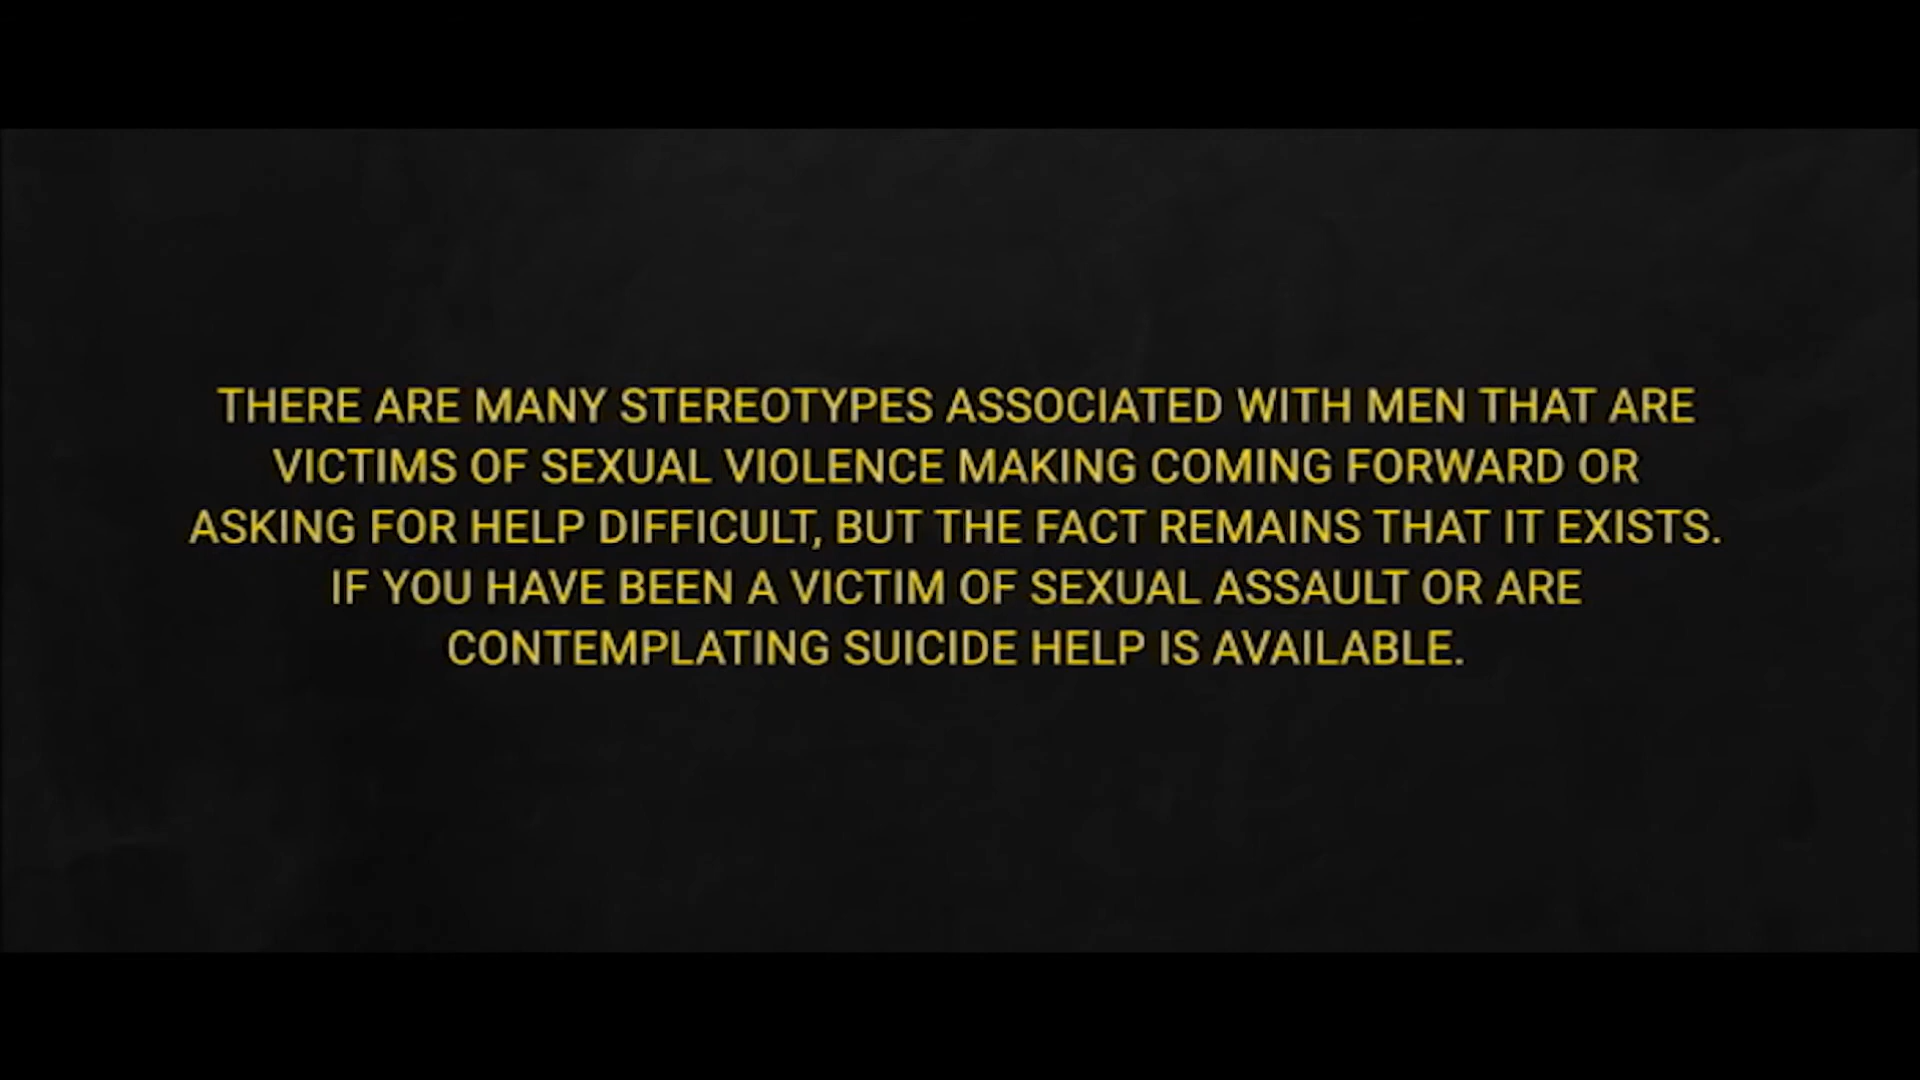 THERE ARE MANY STEREOTYPES ASSOCIATED WITH MEN THAT ARE
VICTIMS OF SEXUAL VIOLENCE MAKING COMING FORWARD OR
ASKING FOR HELP DIFFICULT, BUT THE FACT REMAINS THAT IT EXISTS.
IF YOU HAVE BEEN A VICTIM OF SEXUAL ASSAULT OR ARE
CONTEMPLATING SUICIDE HELP IS AVAILABLE.